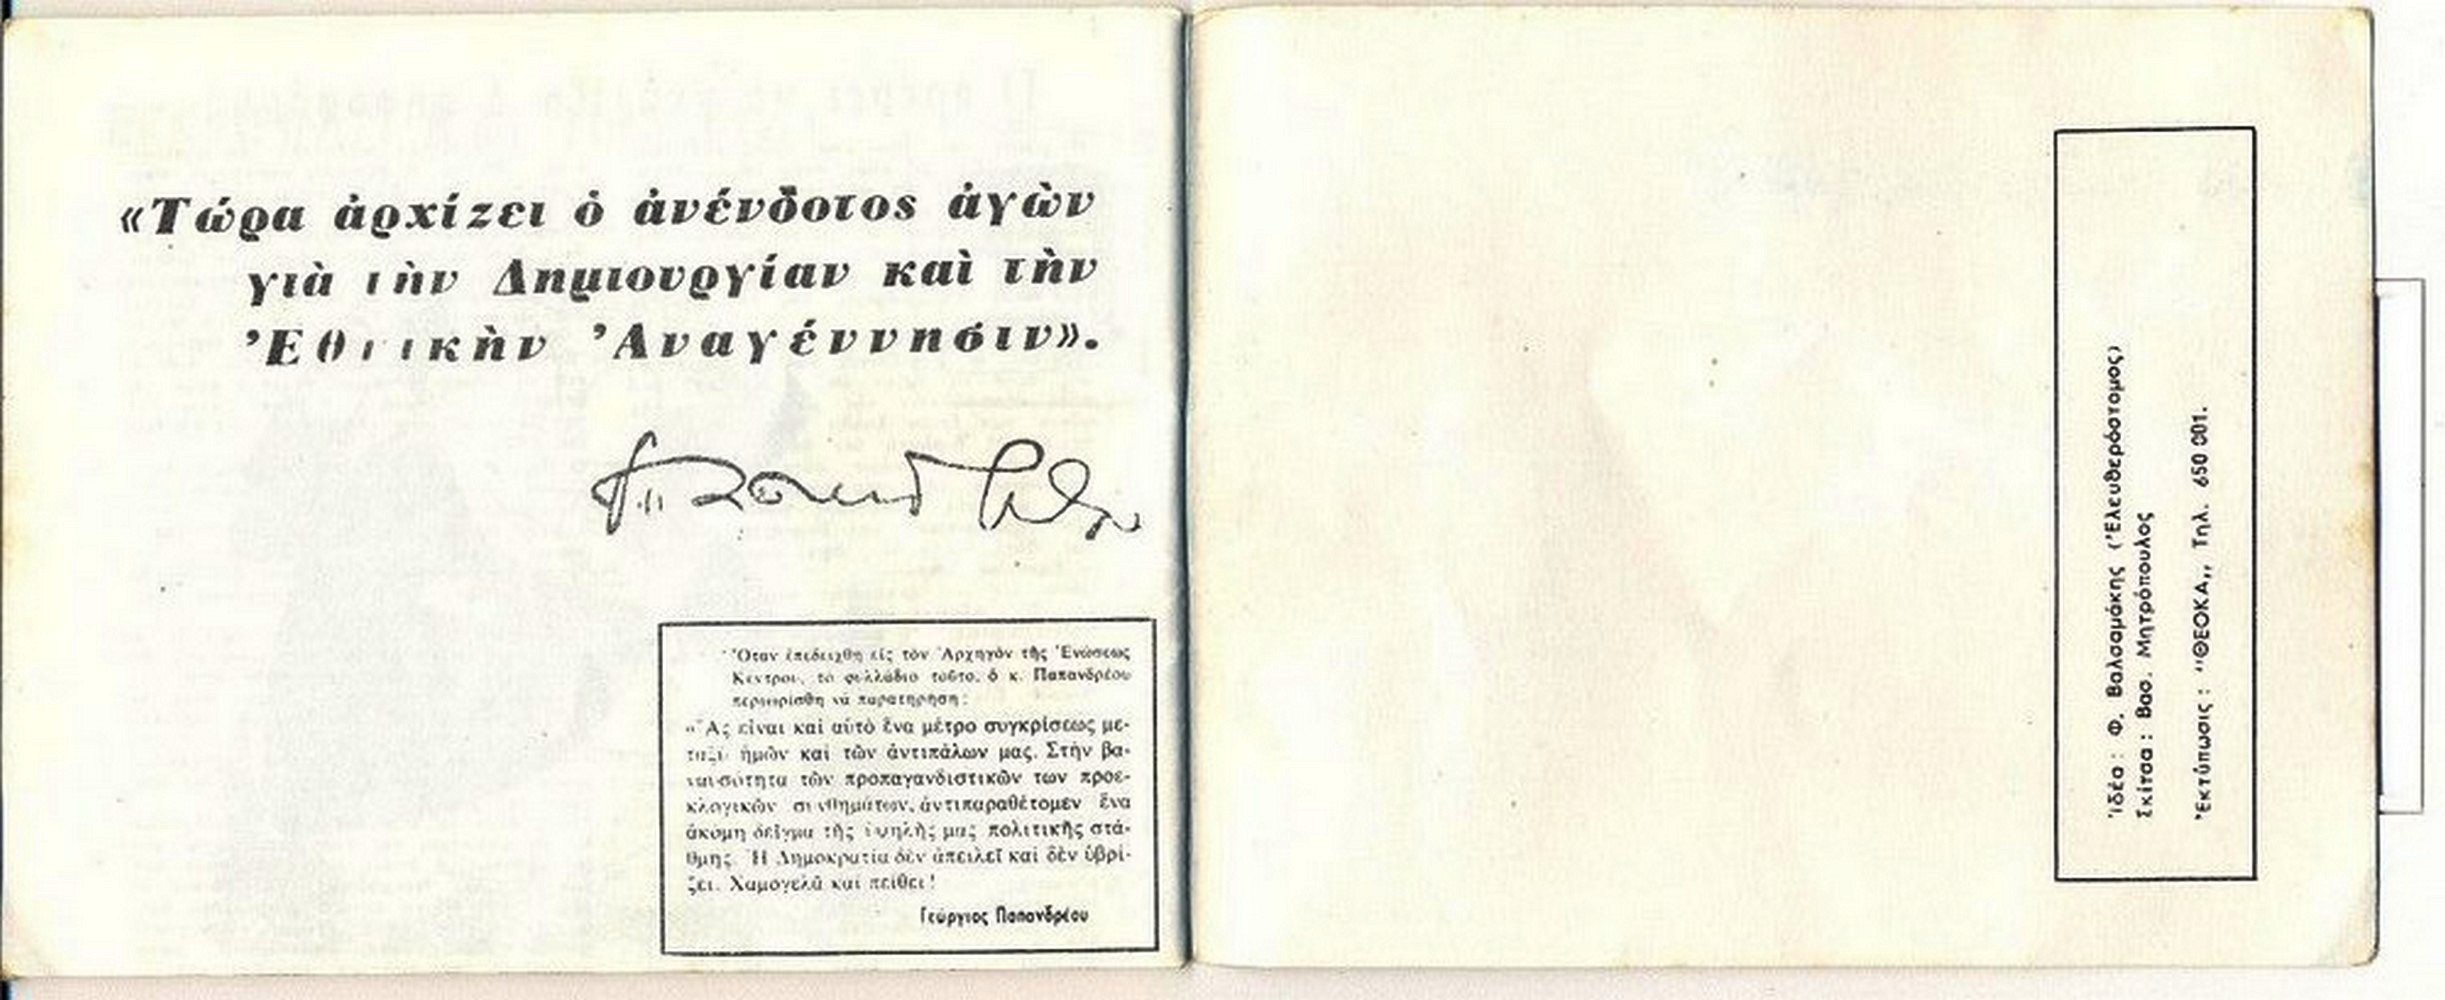 «Τώρα ἀρχίζει ὁ ἀνένδοτος ἀγὼν
γιὰ τὴν Δημιουργίαν καὶ τὴν
Ἐθνικὴν Ἀναγέννησιν».
Ὅταν ἐπεδείχθη εἰς τὸν Ἀρχηγὸν τῆς Ἑνώσεως
Κέντρου, τὸ φυλλάδιο τοῦτο, ὁ κ. Παπανδρέου
περιωρίσθη νὰ παρατηρήση:
«Ἂς εἶναι καὶ αὐτὸ ἕνα μέτρο συγκρίσεως με-
ταξὺ ἡμῶν καὶ τῶν ἀντιπάλων μας. Στὴν βα-
ναυσότητα τῶν προπαγανδιστικῶν των προε-
κλογικῶν συνθημάτων, ἀντιπαραθέτομεν ἕνα
ἀκόμη δεῖγμα τῆς ὑψηλῆς μας πολιτικῆς στά-
θμης. Ἡ Δημοκρατία δὲν ἀπειλεῖ καὶ δὲν ὑβρί-
ζει. Χαμογελᾶ καὶ πείθει!
Γεώργιος Παπανδρέου
Ἰδέα: Φ. Βαλσαμάκης (Ἐλευθερόστομος)
Σκίτσα: Βασ. Μητρόπουλος
Ἐκτύπωσις: "ΘΕΟΚΑ,, Τηλ. 650 001.